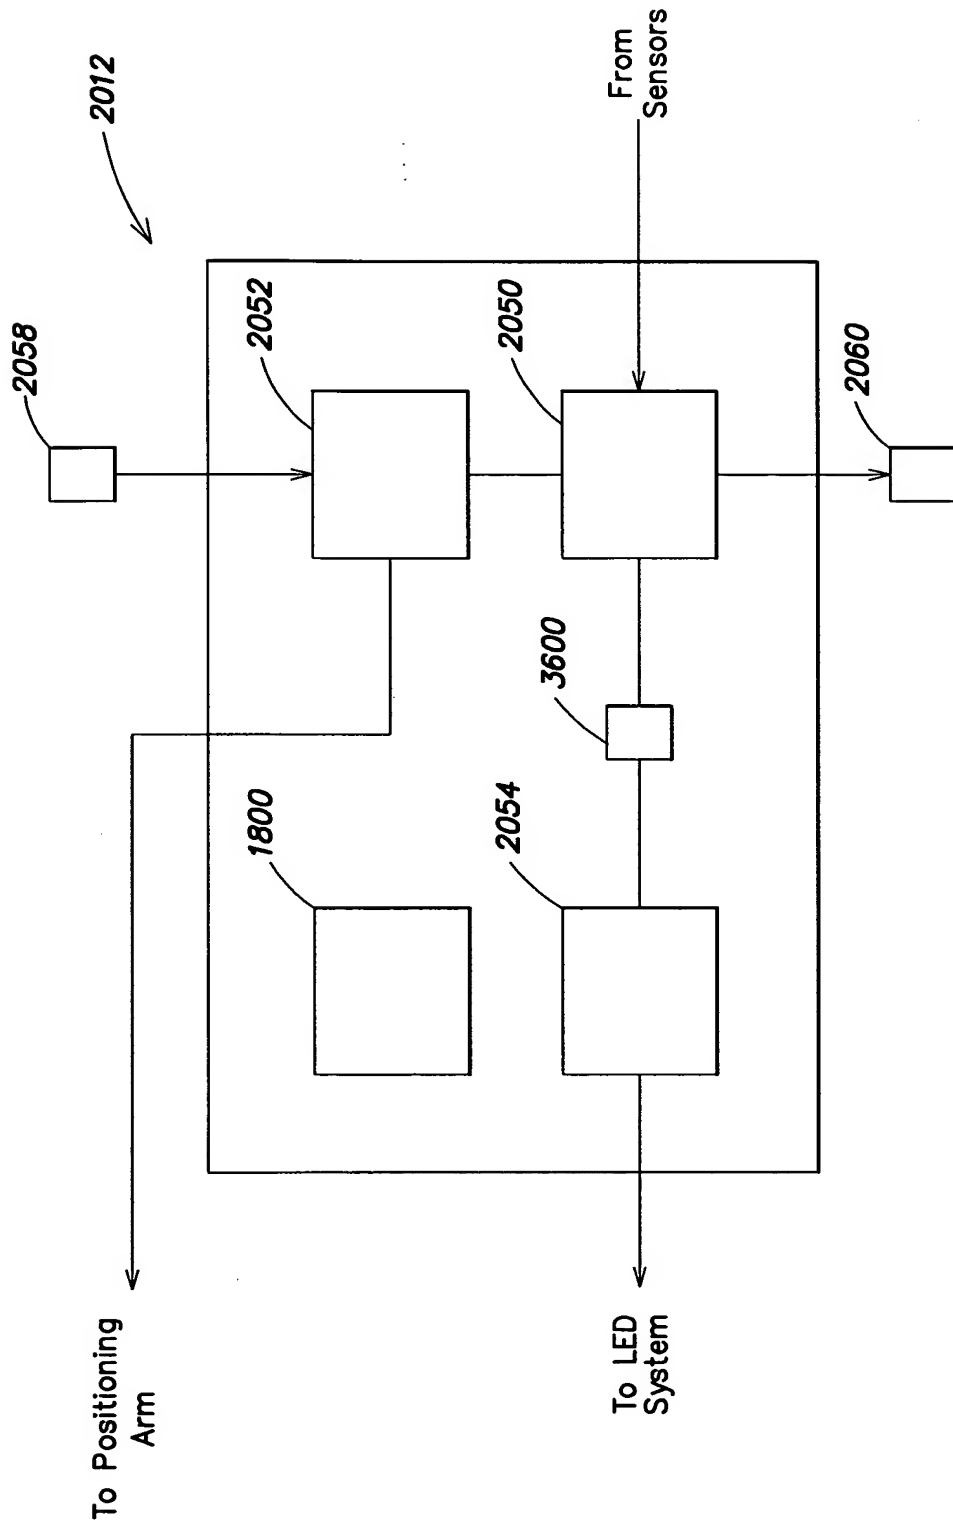 To Positioning
Arm
2058
2012
2052
1800
2050
3600
2054
From
Sensors
To LED
System
2060